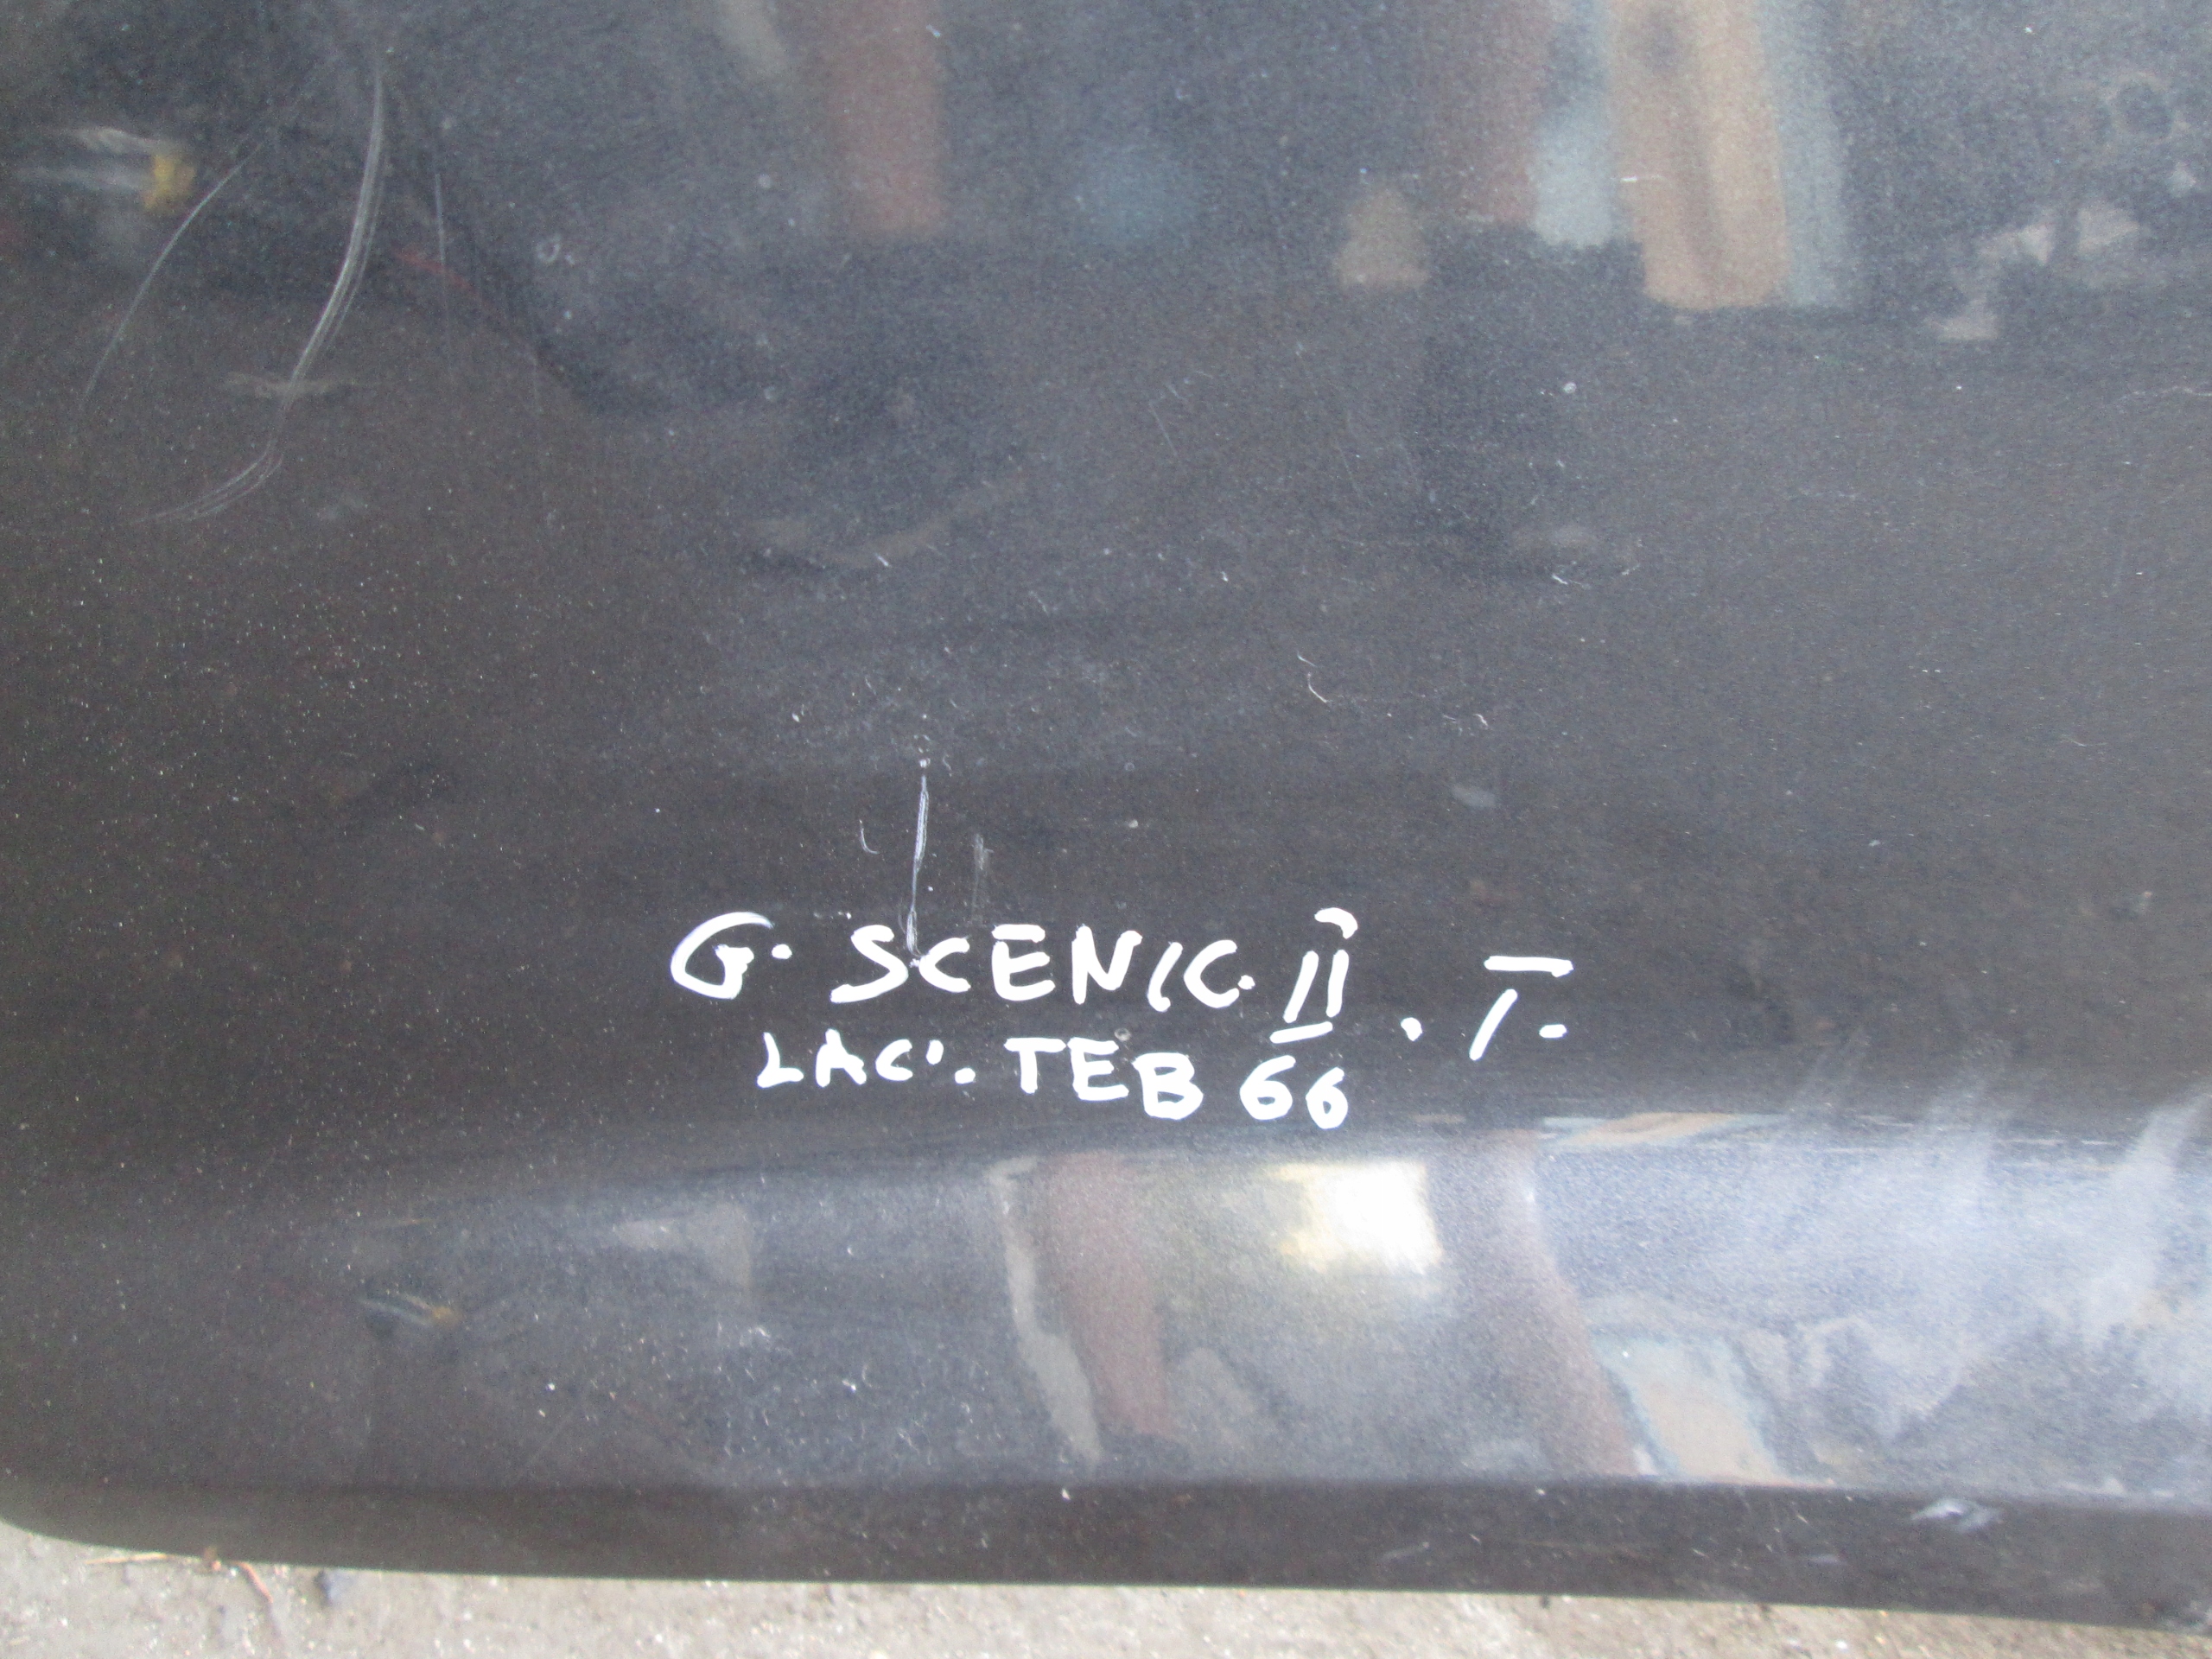 G. SCENIC. II. I.
LAC'. TEB 66